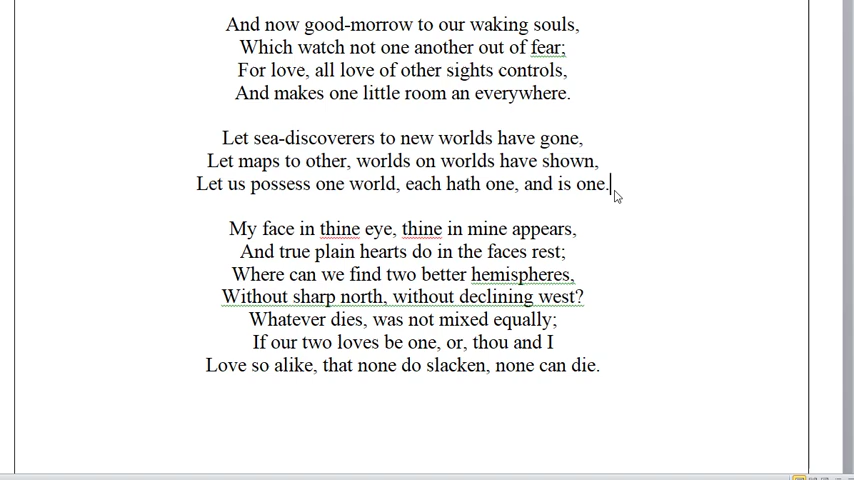 And now good-morrow to our waking souls,
Which watch not one another out of fear;
For love, all love of other sights controls,
And makes one little room an everywhere.
Let sea-discoverers to new worlds have gone,
Let maps to other, worlds on worlds have shown,
Let us possess one world, each hath one, and is one.
My face in thine eye, thine in mine appears,
And true plain hearts do in the faces rest;
Where can we find two better hemispheres,
Without sharp north, without declining west?
Whatever dies, was not mixed equally;
If our two loves be one, or, thou and I
Love so alike, that none do slacken, none can die.